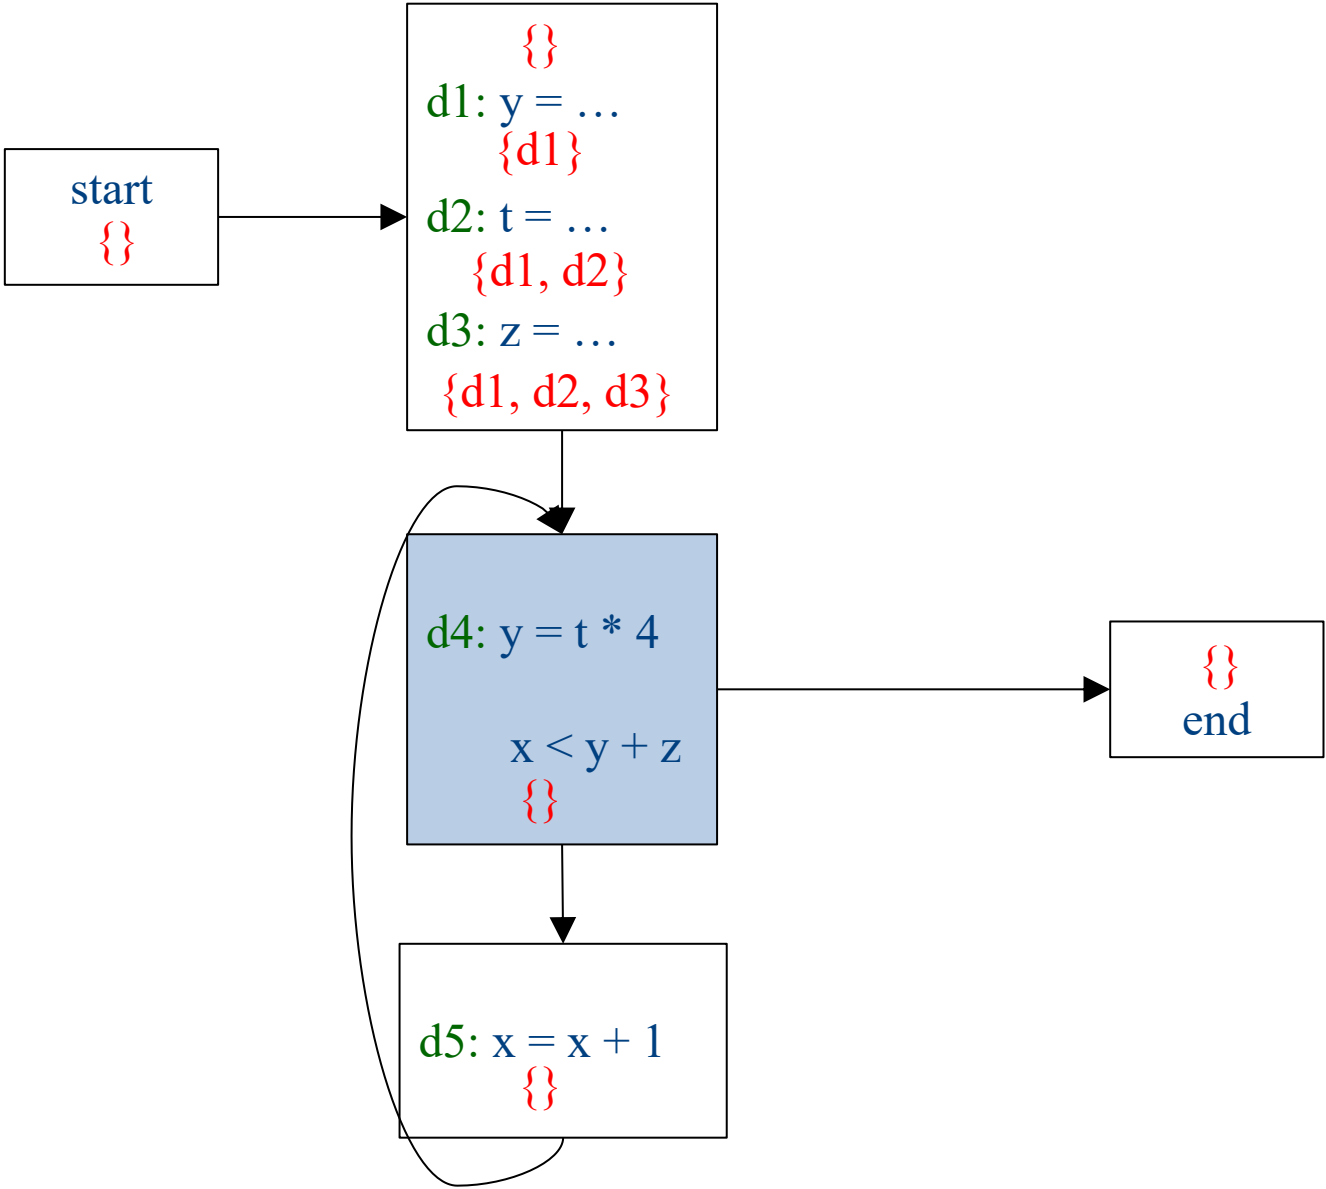 start
{}
{}
d1: y = …
{d1}
d2: t = …
{d1, d2}
d3: z = …
{d1, d2, d3}
d4: y = t * 4
x < y + z
{}
{}
end
d5: x = x + 1
{}